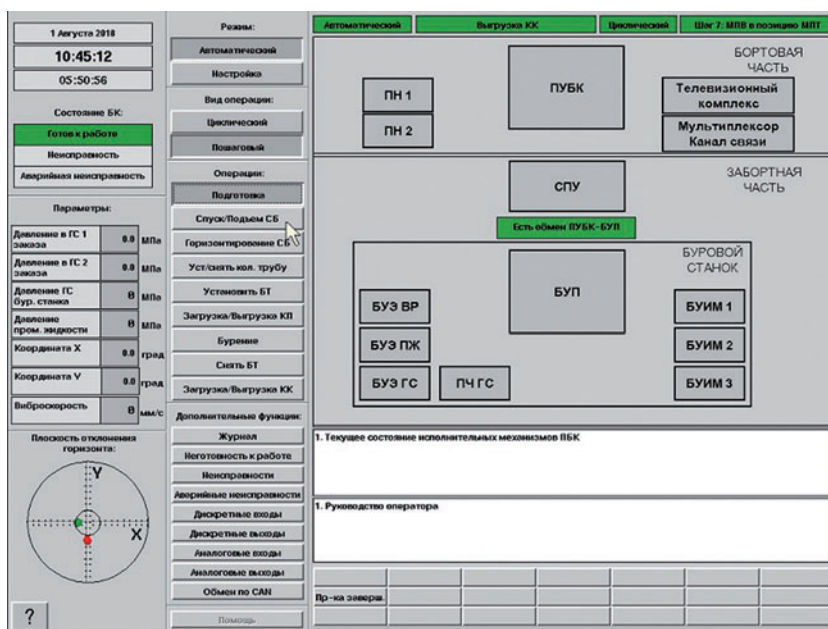 1 Августа 2018
10:45:12
05:50:56
Состояние БК:
Готов к работе
Неисправность
Аварийная неисправность
Параметры:
Давление в ГС 1 заказа 0.0 МПа
Давление в ГС 2 заказа 0.0 МПа
Давление ГС бур. станка 0 МПа
Давление пром. жидкости 0 МПа
Координата X 0.0 град
Координата Y 0.0 град
Виброскорость 0 мм/с
Плоскость отклонения
горизонта:
Y
X
?
Режим:
Автоматический
Настройка
Вид операции:
Циклический
Пошаговый
Операции:
Подготовка
Спуск/Подъем СБ
Горизонтирование СБ
Уст/снять кол. трубу
Установить БТ
Загрузка/Выгрузка КП
Бурение
Снять БТ
Загрузка/Выгрузка КК
Дополнительные функции:
Журнал
Неготовность к работе
Неисправности
Аварийные неисправности
Дискретные входы
Дискретные выходы
Аналоговые входы
Аналоговые выходы
Обмен по CAN
Помощь
Автоматический Выгрузка КК Циклический Шаг 7: МПВ в позицию МПТ
БОРТОВАЯ
ЧАСТЬ
ПН 1
ПН 2
ПУБК
Телевизионный
комплекс
Мультиплексор
Канал связи
ЗАБОРТНАЯ
ЧАСТЬ
СПУ
Есть обмен ПУБК-БУП
БУРОВОЙ
СТАНОК
БУП
БУЭ ВР
БУЭ ПЖ
БУЭ ГС
ПЧ ГС
БУИМ 1
БУИМ 2
БУИМ 3
1. Текущее состояние исполнительных механизмов ПБК
1. Руководство оператора
Пр-ка заверш.